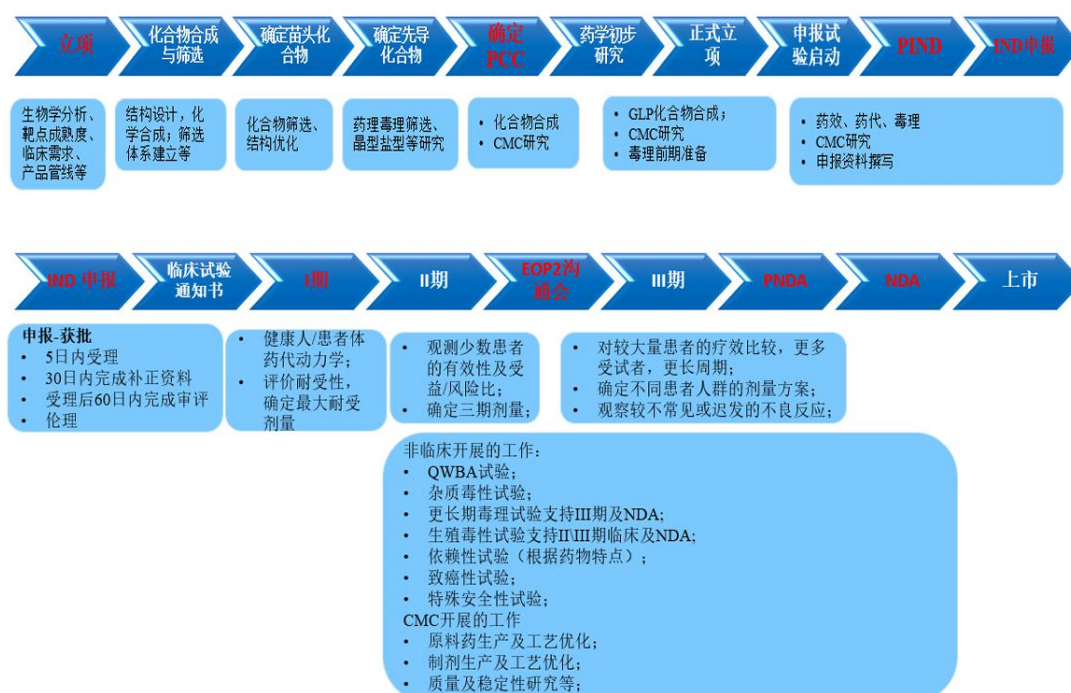 立项
化合物合成
与筛选
确定苗头化
合物
确定先导
化合物
确定
PCC
药学初步
研究
正式立
项
申报试
验启动
PIND
IND申报
生物学分析、
靶点成熟度、
临床需求、
产品管线等
结构设计，化
学合成；筛选
体系建立等
化合物筛选、
结构优化
药理毒理筛选、
晶型盐型等研究
• 化合物合成
• CMC研究
• GLP化合物合成；
• CMC研究
• 毒理前期准备
• 药效、药代、毒理
• CMC研究
• 申报资料撰写
IND 申报
临床试验
通知书
I期
II期
EOP2沟
通会
III期
PNDA
NDA
上市
申报-获批
• 5日内受理
• 30日内完成补正资料
• 受理后60日内完成审评
• 伦理
• 健康人/患者体
药代动力学；
• 评价耐受性，
确定最大耐受
剂量
• 观测少数患者
的有效性及受
益/风险比；
• 确定三期剂量；
• 对较大量患者的疗效比较，更多
受试者，更长周期；
• 确定不同患者人群的剂量方案；
• 观察较不常见或迟发的不良反应；
非临床开展的工作：
• QWBA试验；
• 杂质毒性试验；
• 更长期毒理试验支持III期及NDA；
• 生殖毒性试验支持II\III期临床及NDA；
• 依赖性试验（根据药物特点）；
• 致癌性试验；
• 特殊安全性试验；
CMC开展的工作
• 原料药生产及工艺优化；
• 制剂生产及工艺优化；
• 质量及稳定性研究等；